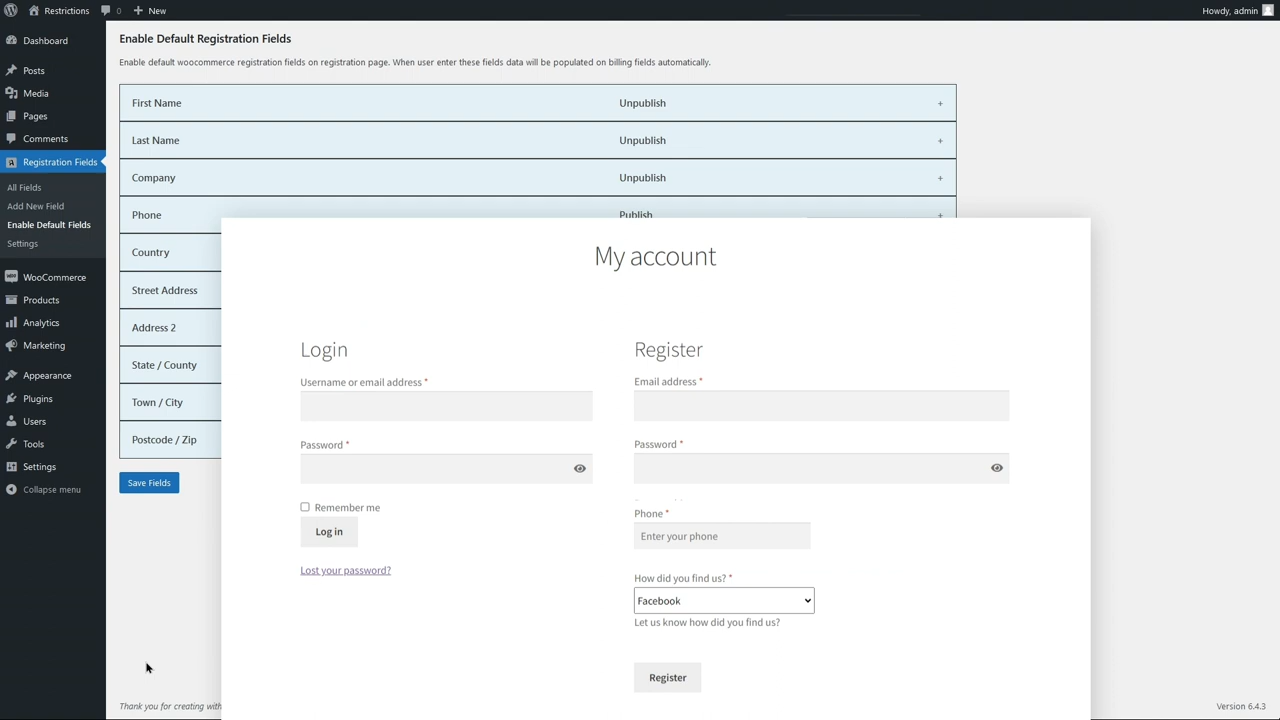 Restrictions 0 + New Howdy, admin
Dashboard
Posts
Media
Pages
Comments
Registration Fields
All Fields
Add New Field
Enable Default Fields
Settings
WooCommerce
Products
Analytics
Marketing
Appearance
Plugins
Users
Tools
Settings
Collapse menu
Enable Default Registration Fields
Enable default woocommerce registration fields on registration page. When user enter these fields data will be populated on billing fields automatically.
First Name Unpublish +
Last Name Unpublish +
Company Unpublish +
Phone Publish +
Country
Street Address
Address 2
State / County
Town / City
Postcode / Zip
Save Fields
My account
Login
Username or email address *
Password *
Remember me
Log in
Lost your password?
Register
Email address *
Password *
Phone *
Enter your phone
How did you find us? *
Facebook
Let us know how did you find us?
Register
Thank you for creating with
Version 6.4.3